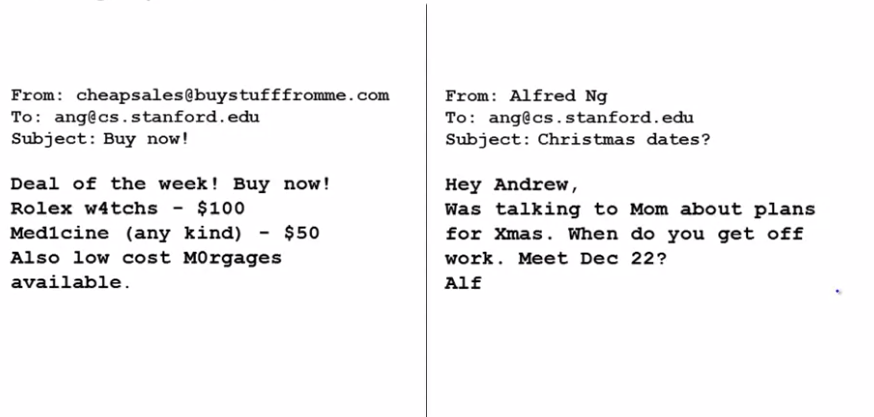 From: cheapsales@buystufffromme.com
To: ang@cs.stanford.edu
Subject: Buy now!
Deal of the week! Buy now!
Rolex w4tchs - $100
Med1cine (any kind) - $50
Also low cost M0rgages
available.
From: Alfred Ng
To: ang@cs.stanford.edu
Subject: Christmas dates?
Hey Andrew,
Was talking to Mom about plans
for Xmas. When do you get off
work. Meet Dec 22?
Alf